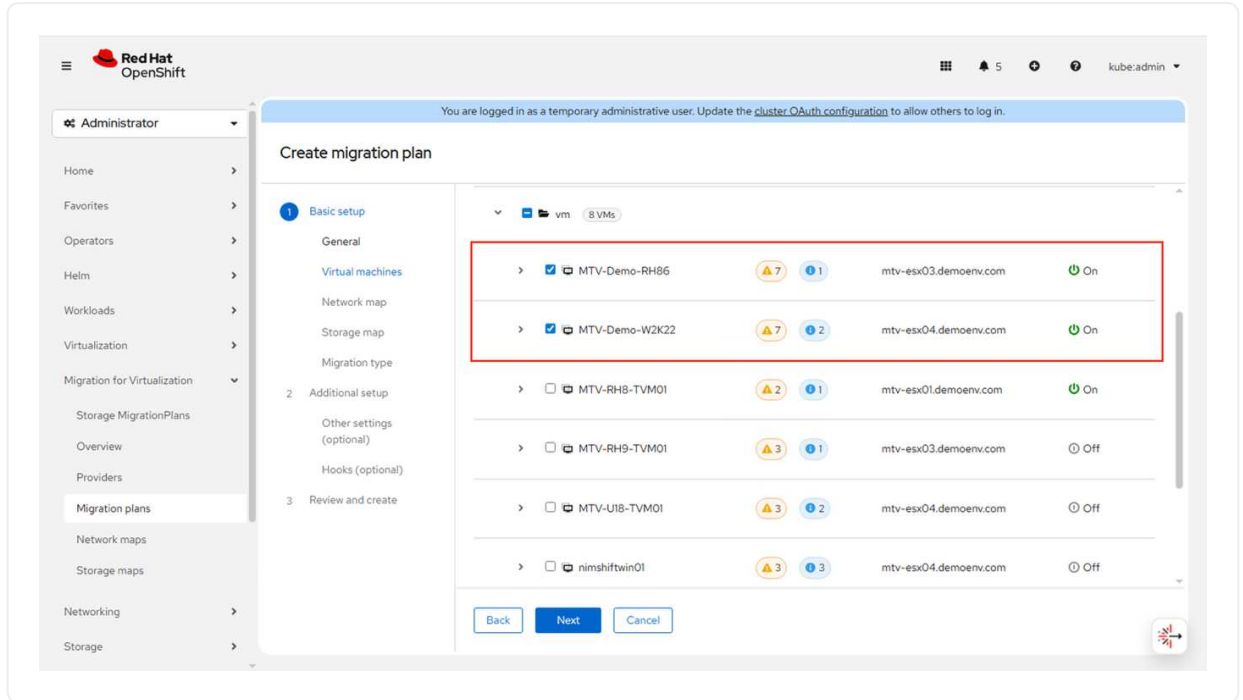 Red Hat
OpenShift
5
kube:admin
Administrator
You are logged in as a temporary administrative user. Update the cluster OAuth configuration to allow others to log in.
Home
Favorites
Operators
Helm
Workloads
Virtualization
Migration for Virtualization
Storage MigrationPlans
Overview
Providers
Migration plans
Network maps
Storage maps
Networking
Storage
Create migration plan
1 Basic setup
General
Virtual machines
Network map
Storage map
Migration type
2 Additional setup
Other settings
(optional)
Hooks (optional)
3 Review and create
vm 8 VMs
MTV-Demo-RH86 7 1 mtv-esx03.demoenv.com On
MTV-Demo-W2K22 7 2 mtv-esx04.demoenv.com On
MTV-RH8-TVM01 2 1 mtv-esx01.demoenv.com On
MTV-RH9-TVM01 3 1 mtv-esx03.demoenv.com Off
MTV-U18-TVM01 3 2 mtv-esx04.demoenv.com Off
nimshiftwin01 3 3 mtv-esx04.demoenv.com Off
Back Next Cancel